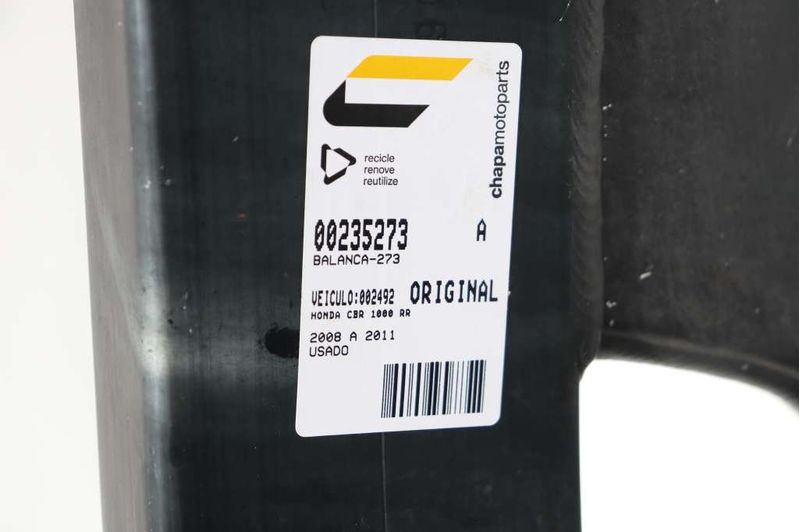 chapamotoparts
recicle
renove
reutilize
00235273 A
BALANCA-273
VEICULO:002492 ORIGINAL
HONDA CBR 1000 RR
2008 A 2011
USADO